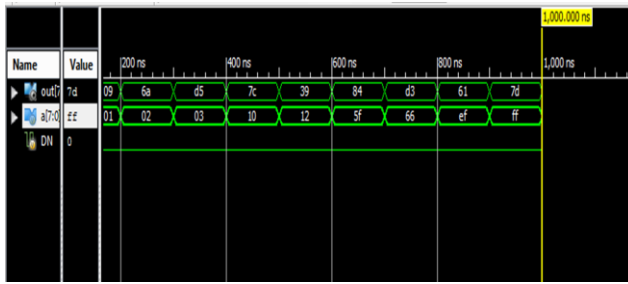 1,000.000 ns
Name Value 200 ns 400 ns 600 ns 800 ns 1,000 ns
out[7 7d 09 6a d5 7c 39 84 d3 61 7d
a[7:0] ff 01 02 03 10 12 5f 66 ef ff
DN 0